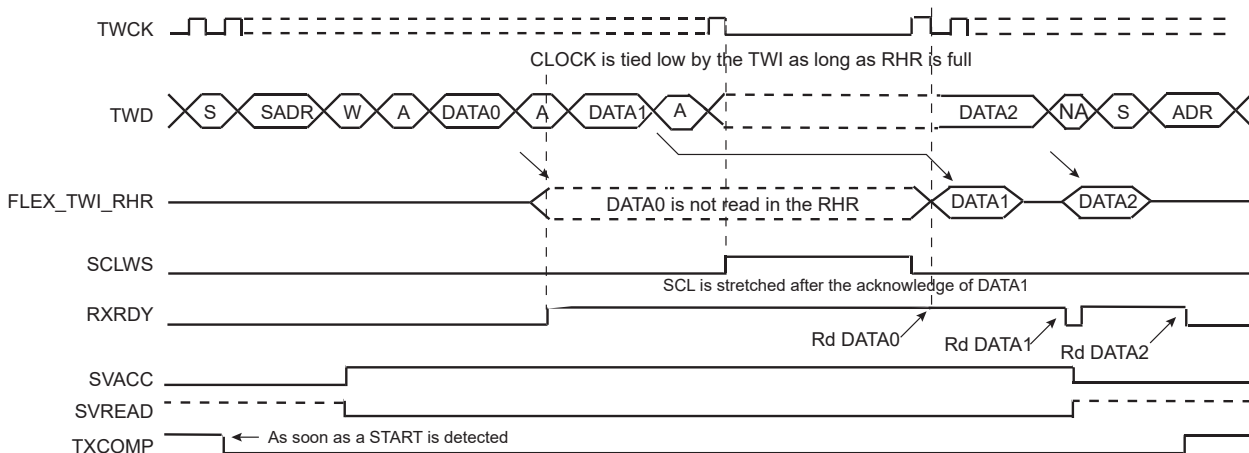 TWCK
CLOCK is tied low by the TWI as long as RHR is full
TWD S SADR W A DATA0 A DATA1 A DATA2 NA S ADR
FLEX_TWI_RHR DATA0 is not read in the RHR DATA1 DATA2
SCLWS
SCL is stretched after the acknowledge of DATA1
RXRDY
Rd DATA0 Rd DATA1 Rd DATA2
SVACC
SVREAD
TXCOMP As soon as a START is detected